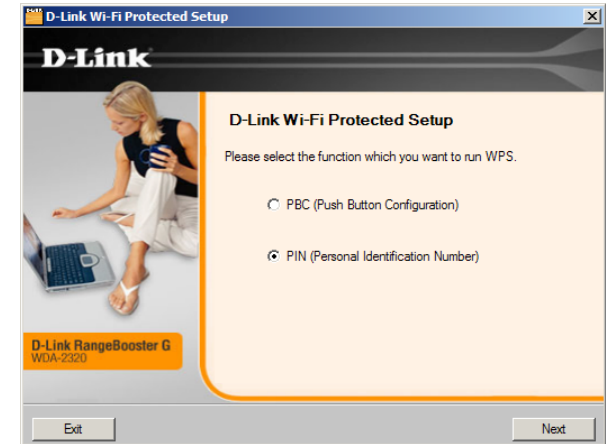 D-Link Wi-Fi Protected Setup
D-Link
D-Link Wi-Fi Protected Setup
Please select the function which you want to run WPS.
PBC (Push Button Configuration)
PIN (Personal Identification Number)
D-Link RangeBooster G
WDA-2320
Exit
Next